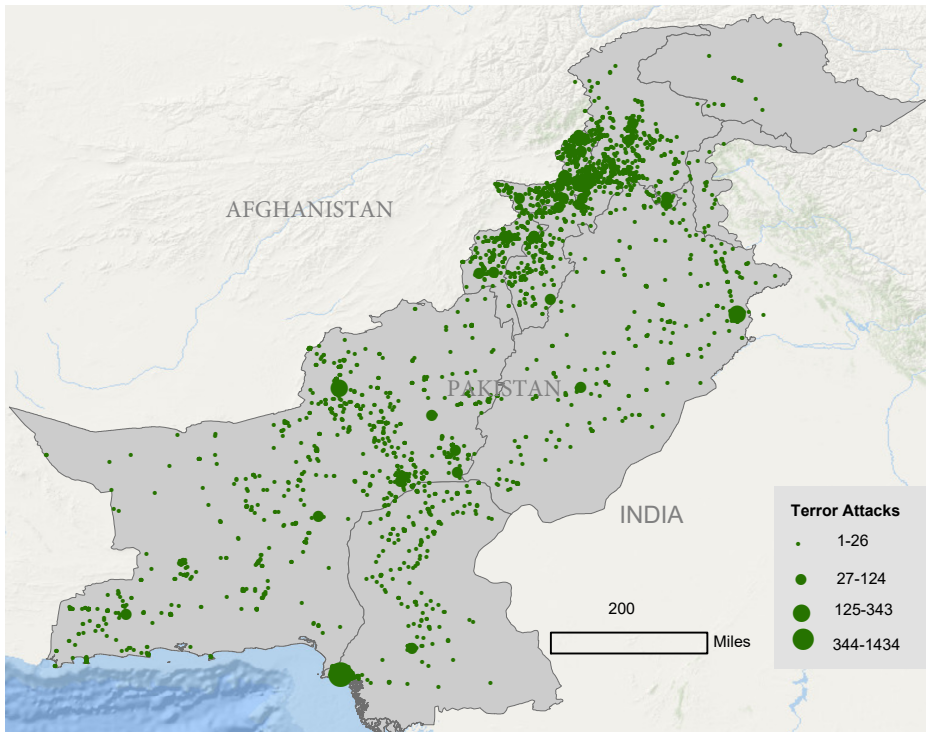 AFGHANISTAN
PAKISTAN
INDIA
Terror Attacks
1-26
27-124
125-343
344-1434
200
Miles